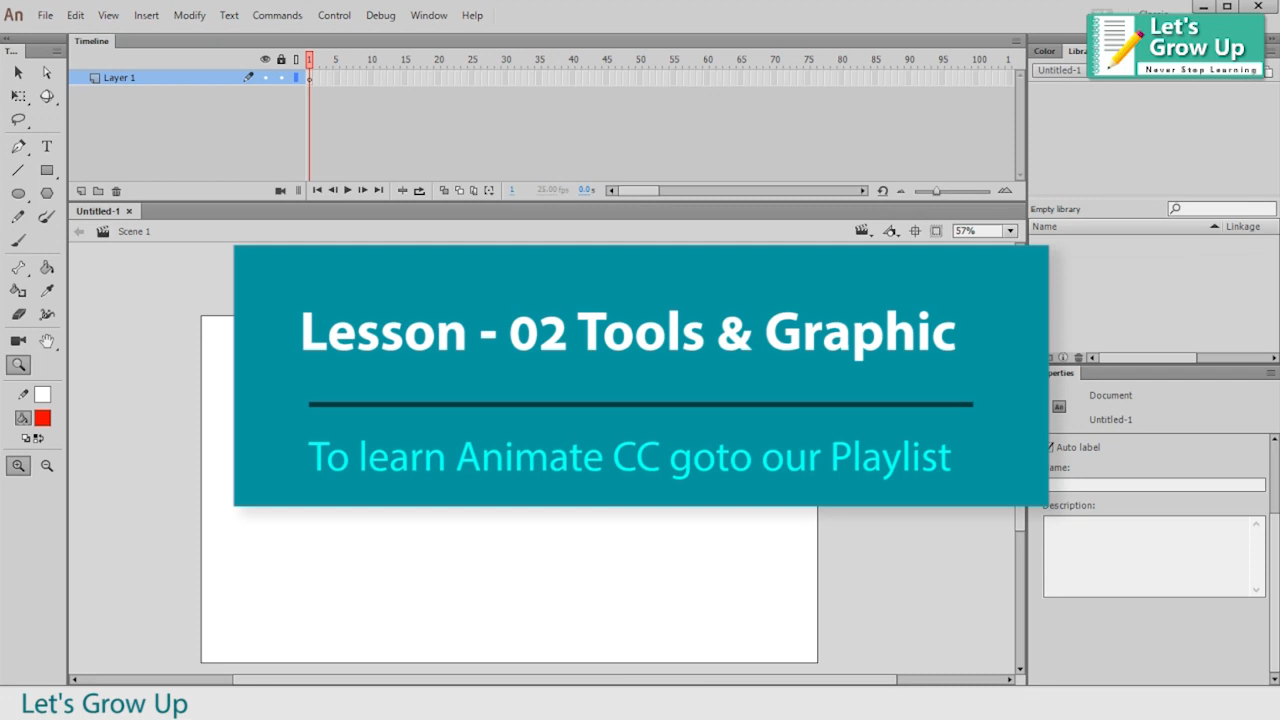 An File Edit View Insert Modify Text Commands Control Debug Window Help
Let's
Grow Up
Never Stop Learning
T...
Timeline
Color
Untitled-1
1 5 10 15 20 25 30 35 40 45 50 55 60 65 70 75 80 85 90 95 100 1
Layer 1
1 25.00 fps 0.0 s
Untitled-1 ×
Scene 1
57%
Empty library
Name Linkage
Lesson - 02 Tools & Graphic
To learn Animate CC goto our Playlist
Document
An
Untitled-1
Auto label
Description:
Let's Grow Up